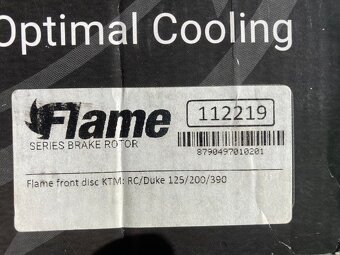 Optimal Cooling
Flame
SERIES BRAKE ROTOR
112219
8790497010201
Flame front disc KTM: RC/Duke 125/200/390